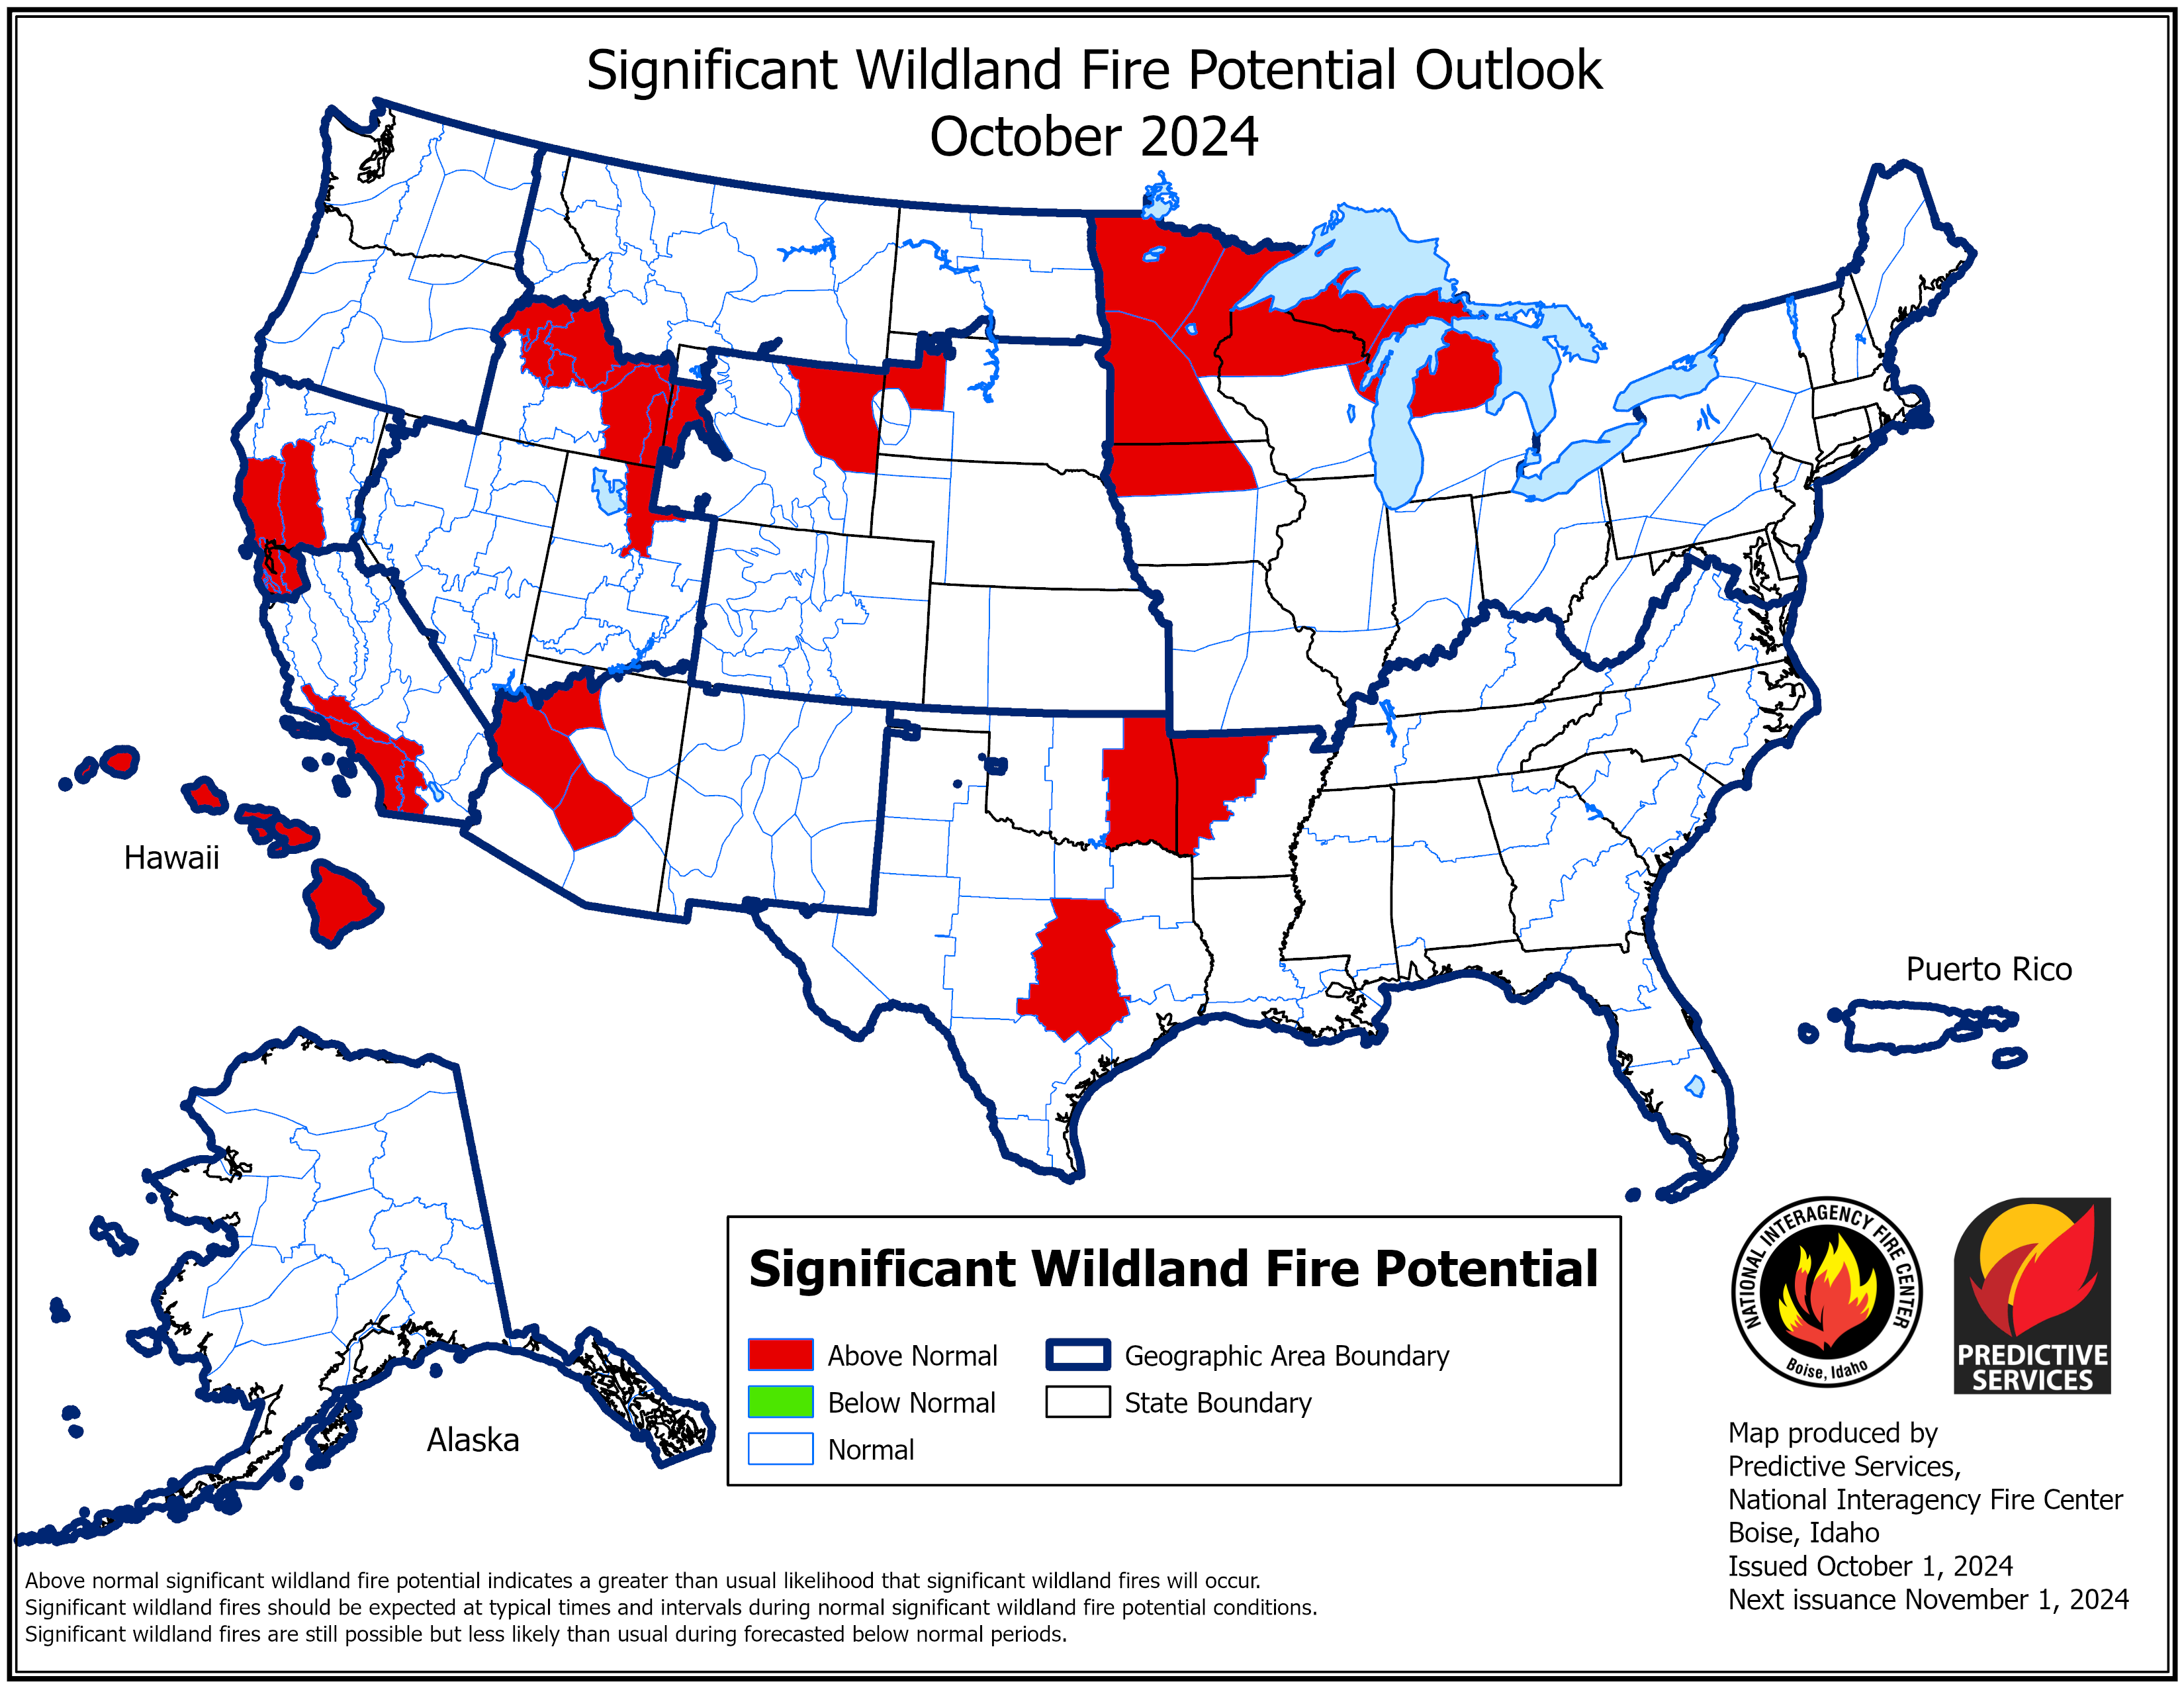 Significant Wildland Fire Potential Outlook
October 2024
Hawaii
Puerto Rico
Alaska
Significant Wildland Fire Potential
Above Normal
Below Normal
Normal
Geographic Area Boundary
State Boundary
NATIONAL INTERAGENCY FIRE CENTER
Boise, Idaho
PREDICTIVE
SERVICES
Map produced by
Predictive Services,
National Interagency Fire Center
Boise, Idaho
Issued October 1, 2024
Next issuance November 1, 2024
Above normal significant wildland fire potential indicates a greater than usual likelihood that significant wildland fires will occur.
Significant wildland fires should be expected at typical times and intervals during normal significant wildland fire potential conditions.
Significant wildland fires are still possible but less likely than usual during forecasted below normal periods.